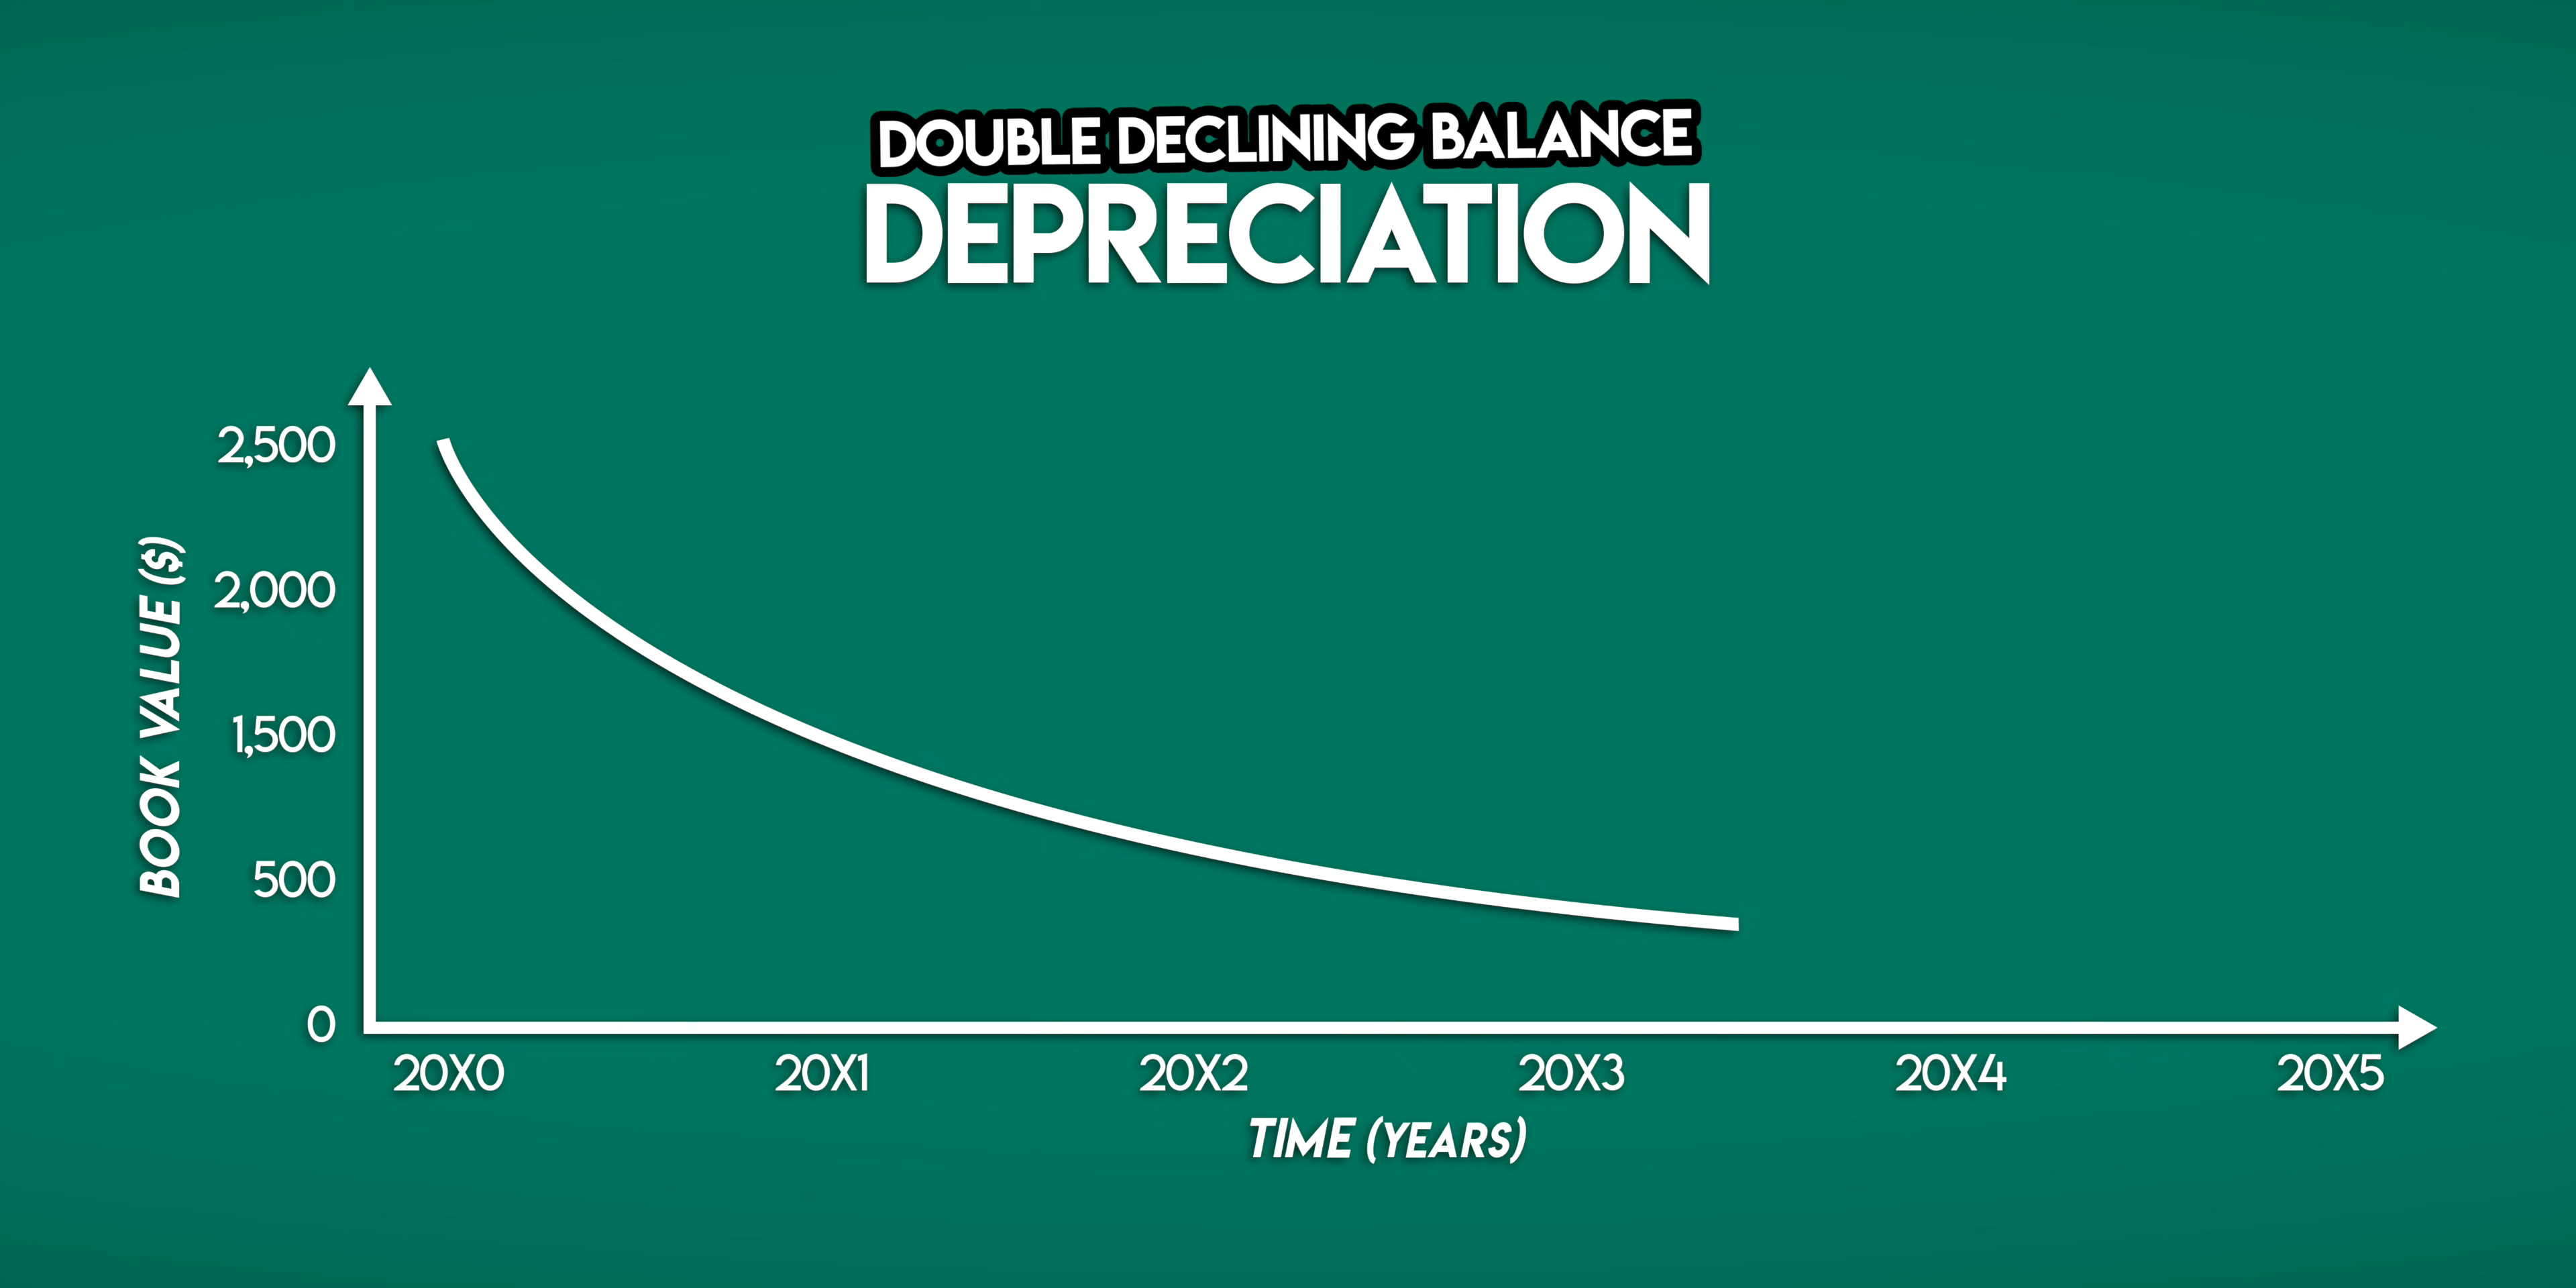 DOUBLE DECLINING BALANCE
DEPRECIATION
2,500
2,000
1,500
500
0
BOOK VALUE ($)
20X0 20X1 20X2 20X3 20X4 20X5
TIME (YEARS)